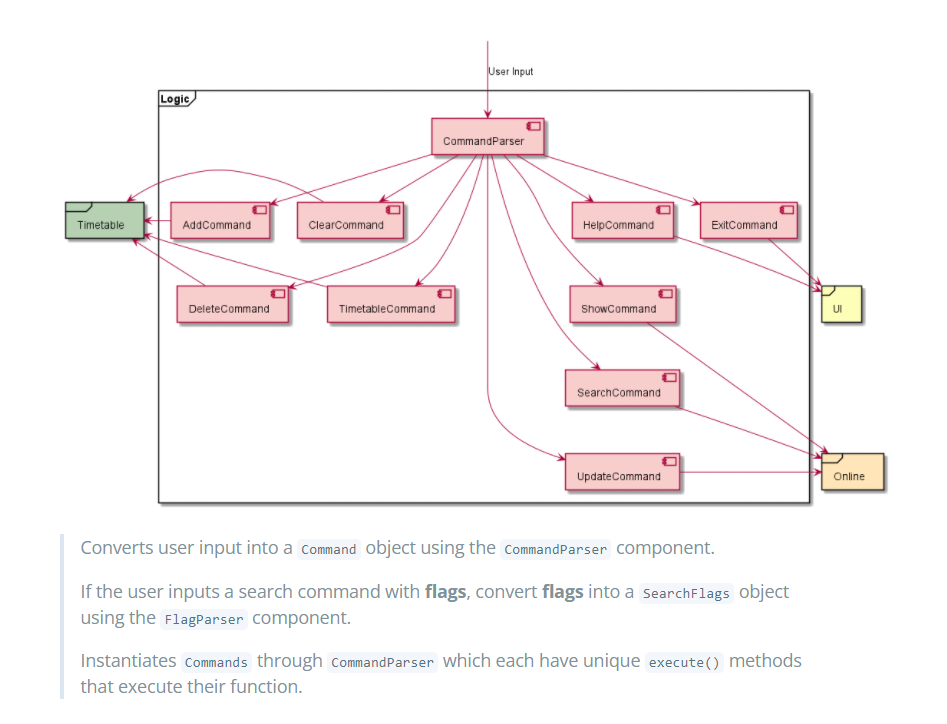 User Input
Logic
CommandParser
Timetable
AddCommand
ClearCommand
HelpCommand
ExitCommand
DeleteCommand
TimetableCommand
ShowCommand
UI
SearchCommand
UpdateCommand
Online
Converts user input into a Command object using the CommandParser component.
If the user inputs a search command with flags, convert flags into a SearchFlags object
using the FlagParser component.
Instantiates Commands through CommandParser which each have unique execute() methods
that execute their function.